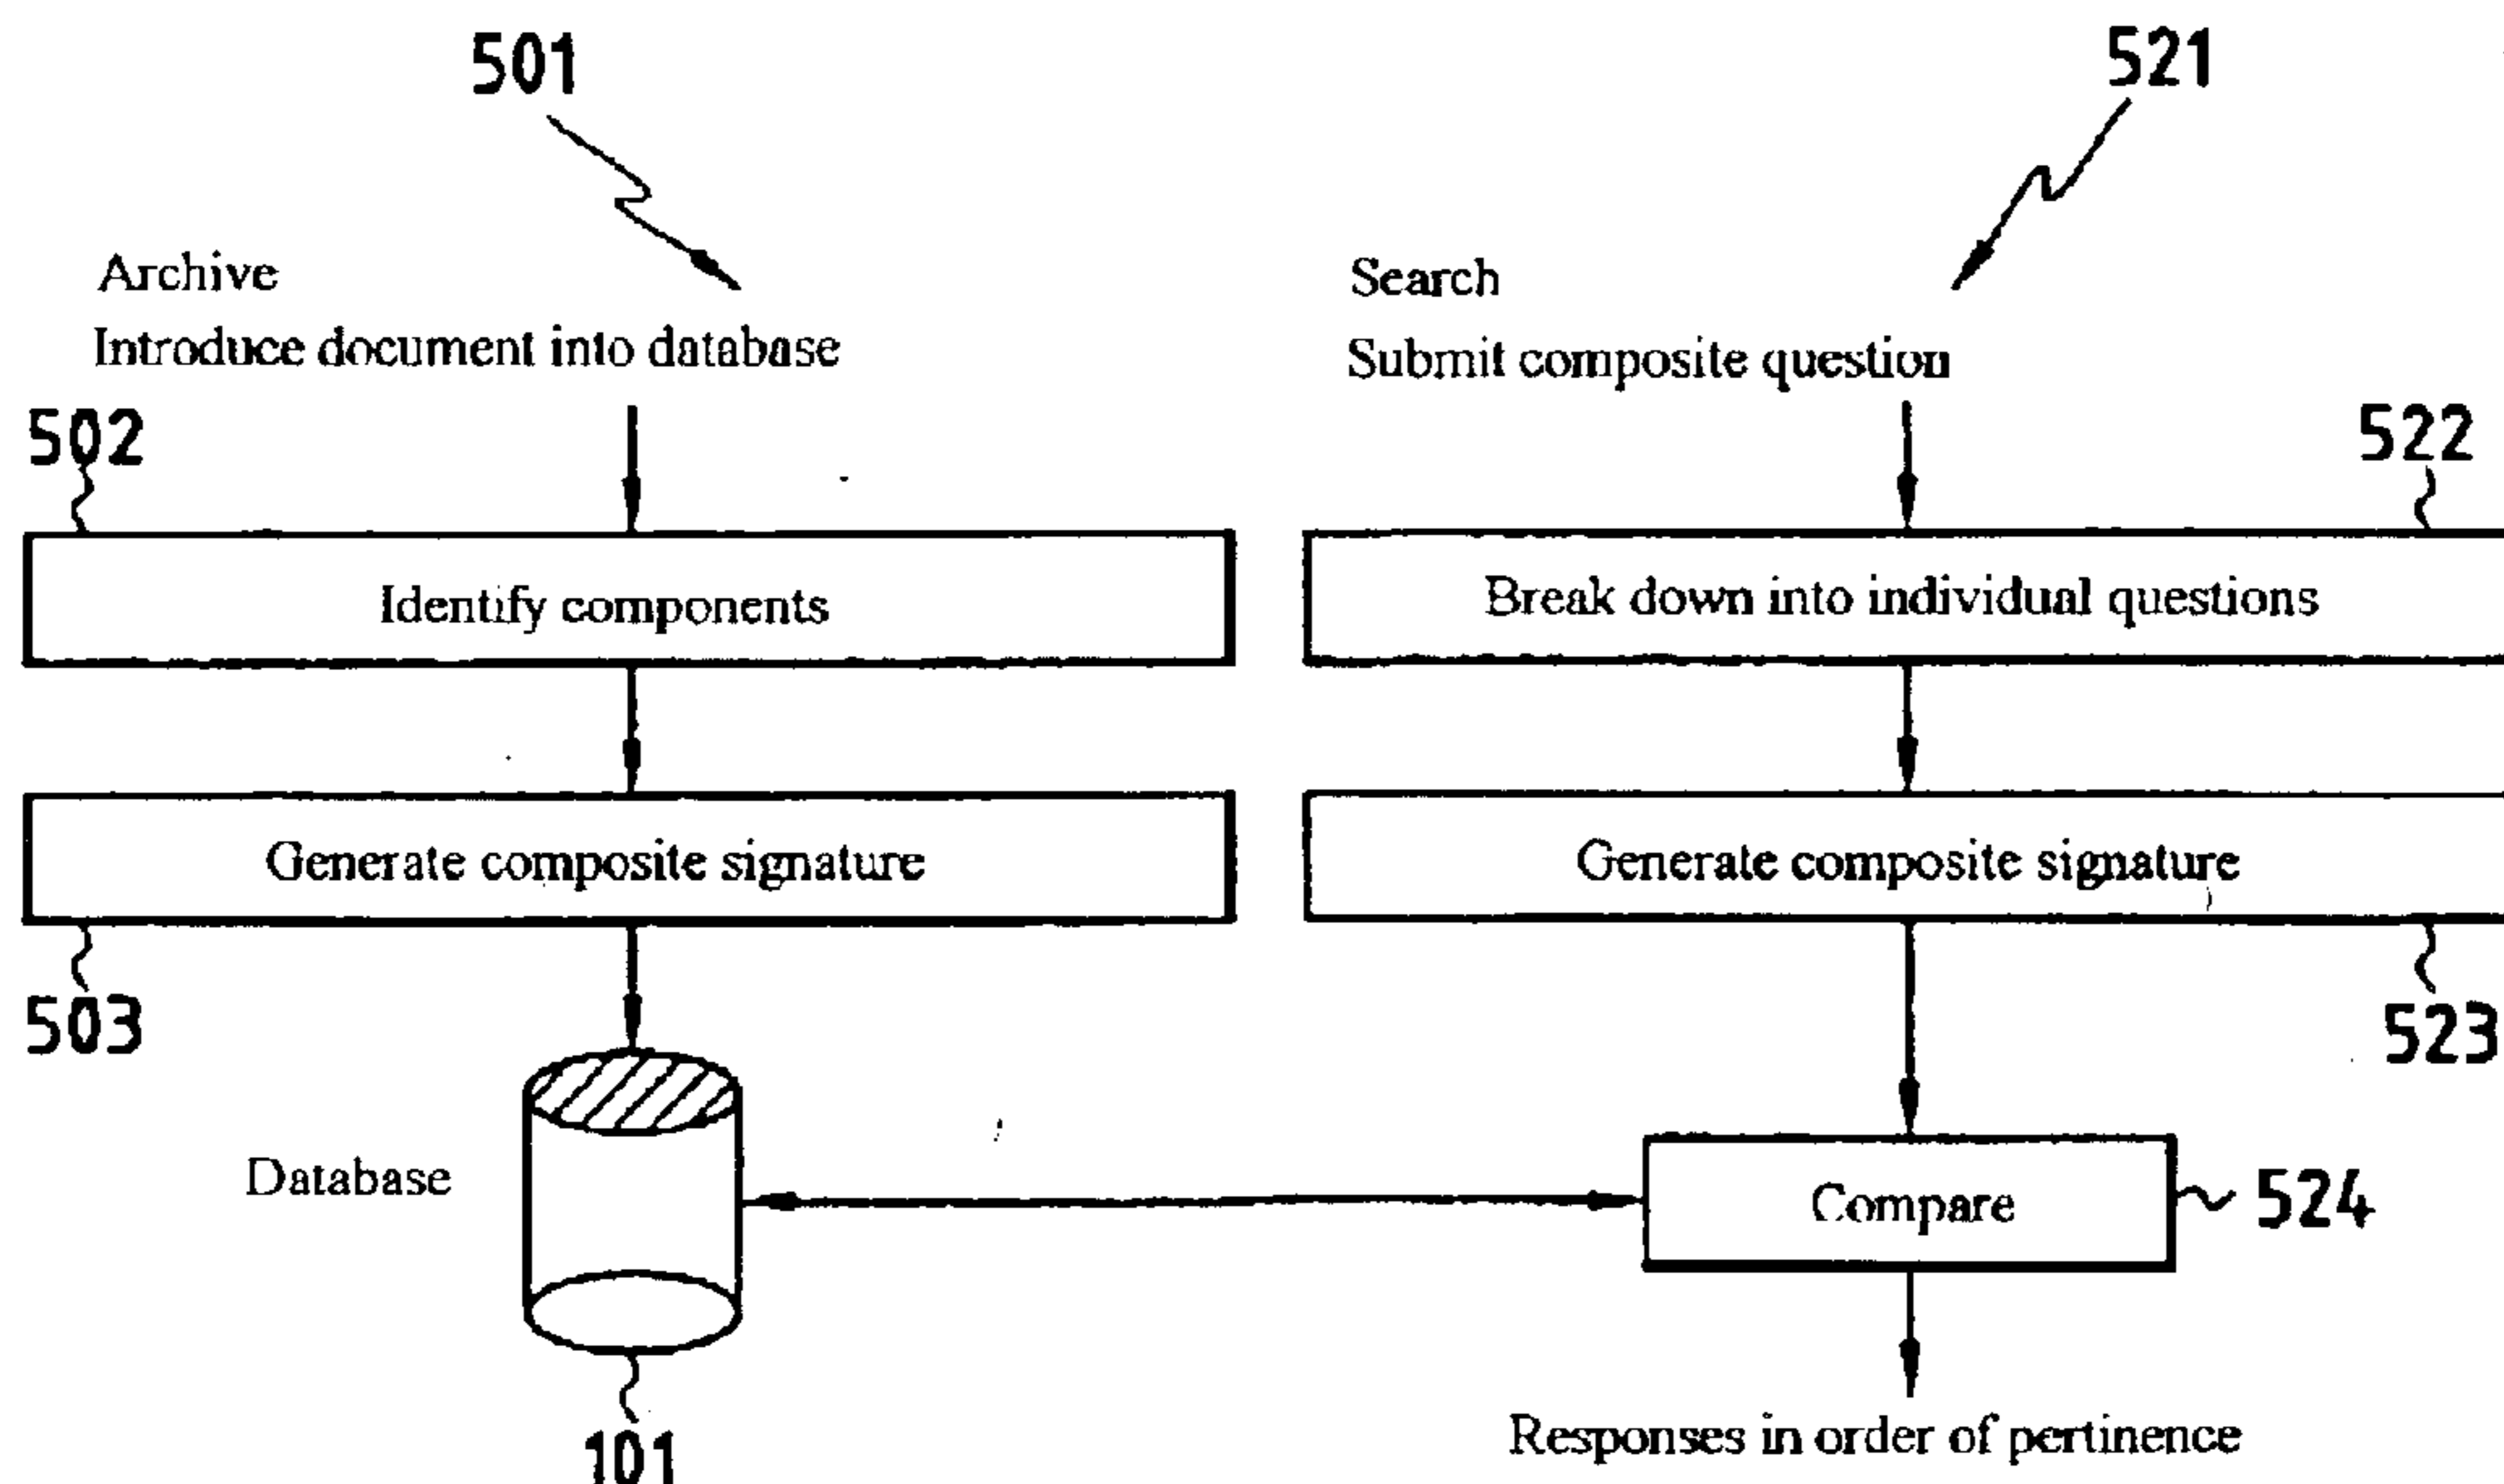 501
521
Archive
Introduce document into database
Search
Submit composite question
502
522
Identify components
Break down into individual questions
Generate composite signature
Generate composite signature
503
523
Database
Compare
524
101
Responses in order of pertinence